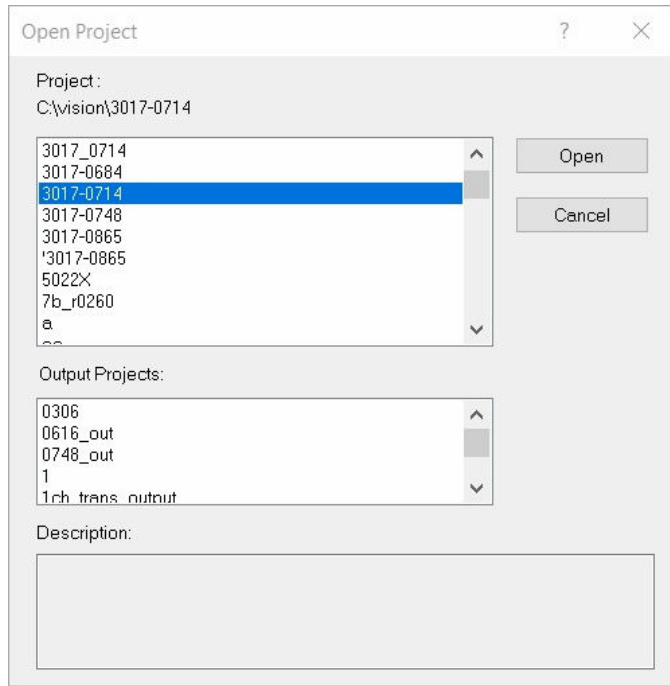 Open Project
Project :
C:\vision\3017-0714
3017_0714
3017-0684
3017-0714
3017-0748
3017-0865
'3017-0865
5022X
7b_r0260
a
Open
Cancel
Output Projects:
0306
0616_out
0748_out
1
1ch_trans_output
Description: